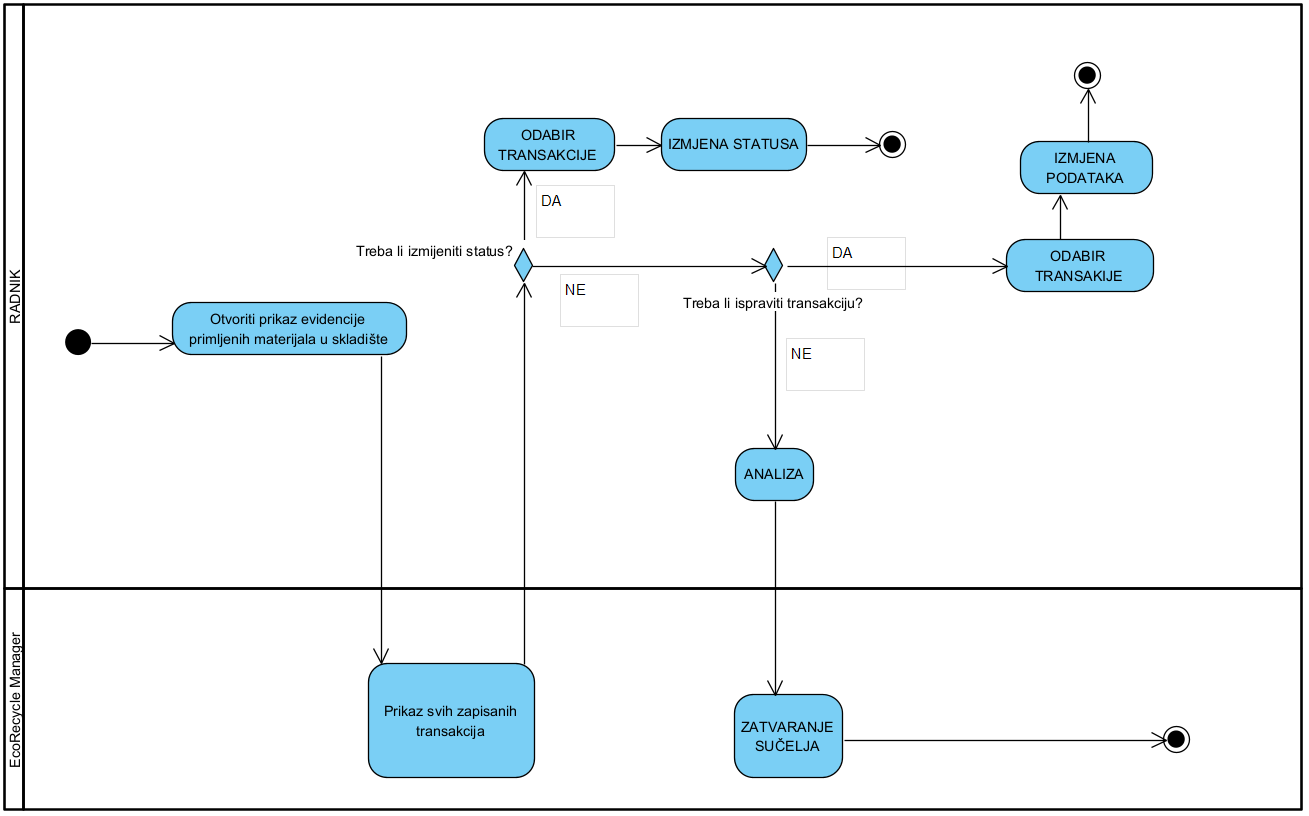 RADNIK
ODABIR
TRANSAKCIJE
IZMJENA STATUSA
IZMJENA
PODATAKA
DA
Treba li izmijeniti status?
DA
ODABIR
TRANSAKIJE
NE
Treba li ispraviti transakciju?
Otvoriti prikaz evidencije
primljenih materijala u skladište
NE
ANALIZA
EcoRecycle Manager
Prikaz svih zapisanih
transakcija
ZATVARANJE
SUČELJA